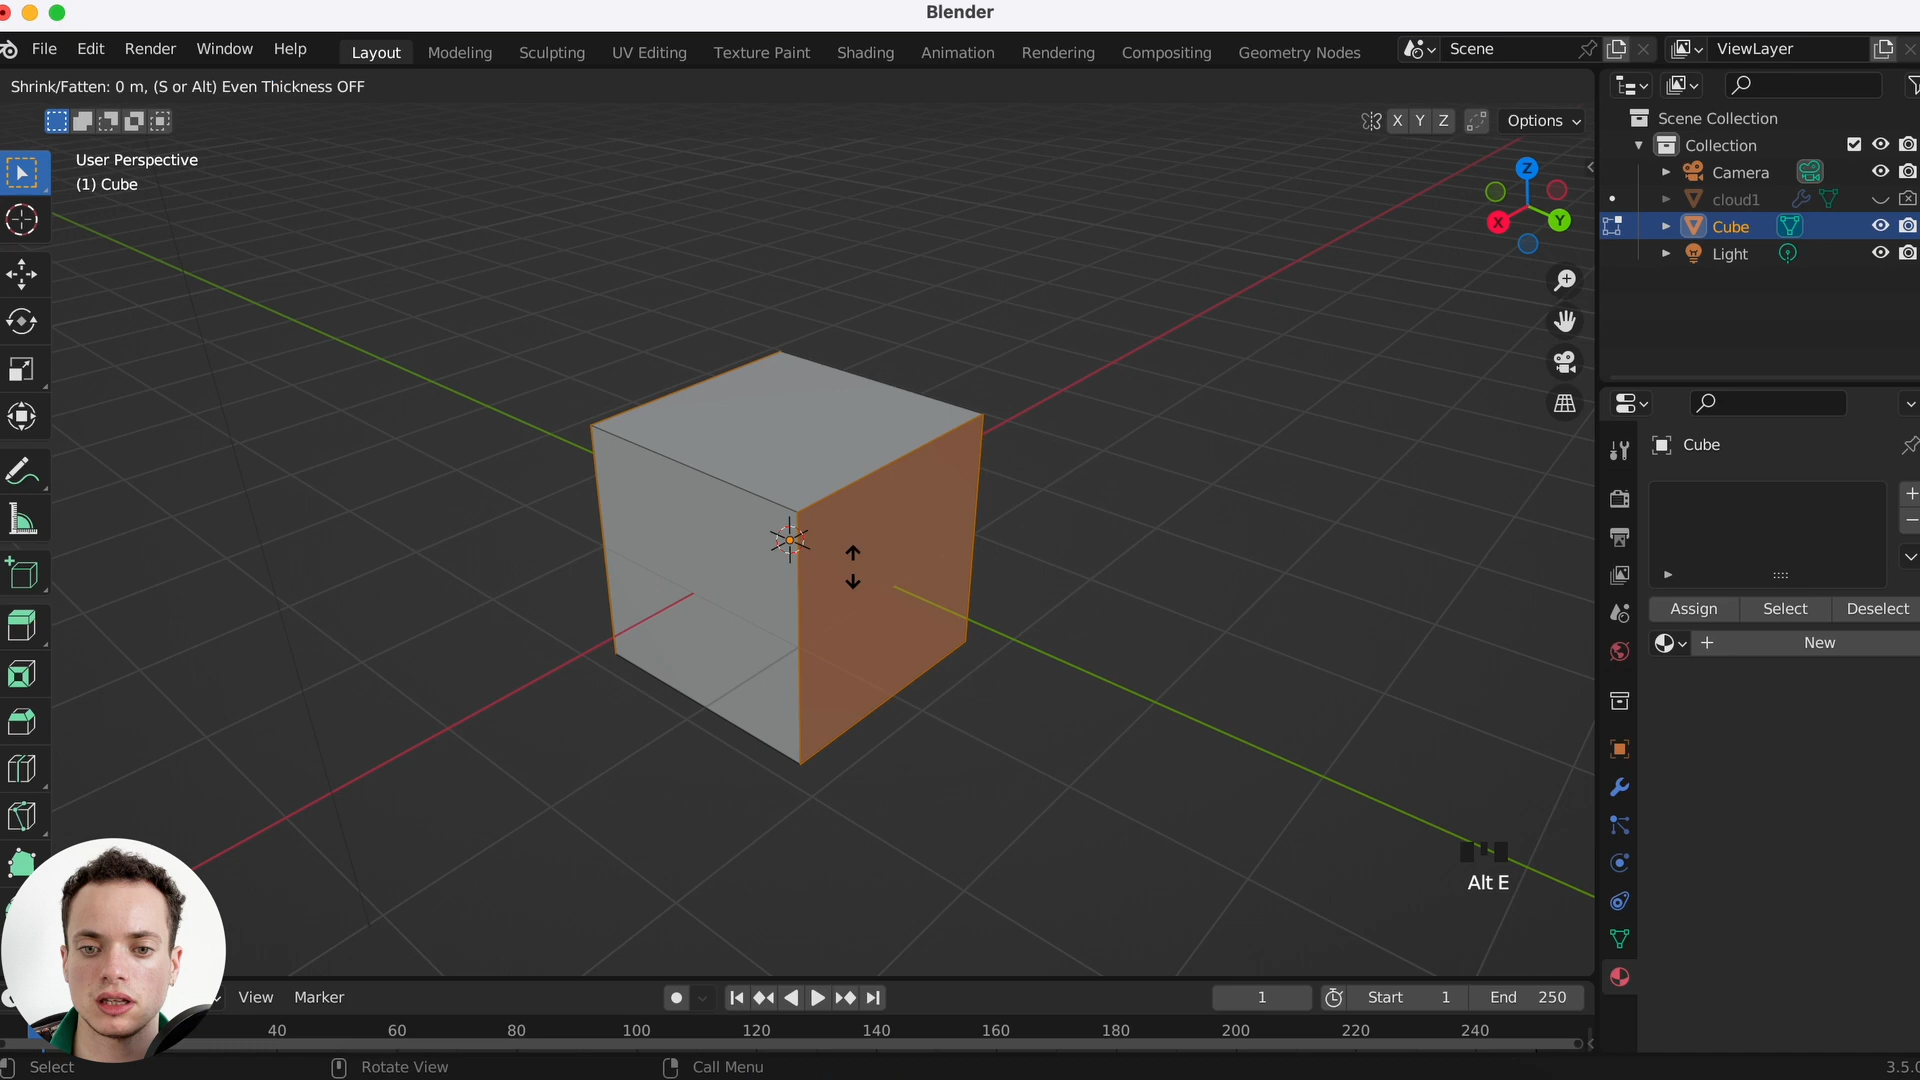 Blender
File Edit Render Window Help Layout Modeling Sculpting UV Editing Texture Paint Shading Animation Rendering Compositing Geometry Nodes Scene ViewLayer
Shrink/Fatten: 0 m, (S or Alt) Even Thickness OFF
X Y Z Options
User Perspective
(1) Cube
Z
X
Y
Scene Collection
Collection
Camera
cloud1
Cube
Light
Cube
Assign Select Deselect
New
Alt E
View Marker 1 Start 1 End 250
40 60 80 100 120 140 160 180 200 220 240
Select Rotate View Call Menu